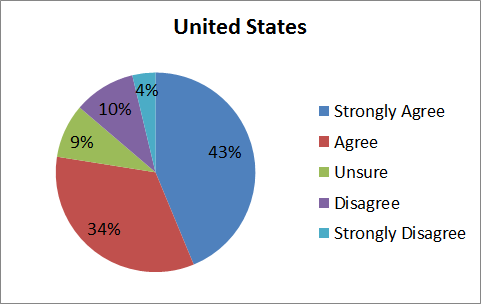 United States
4%
10%
9%
43%
34%
Strongly Agree
Agree
Unsure
Disagree
Strongly Disagree